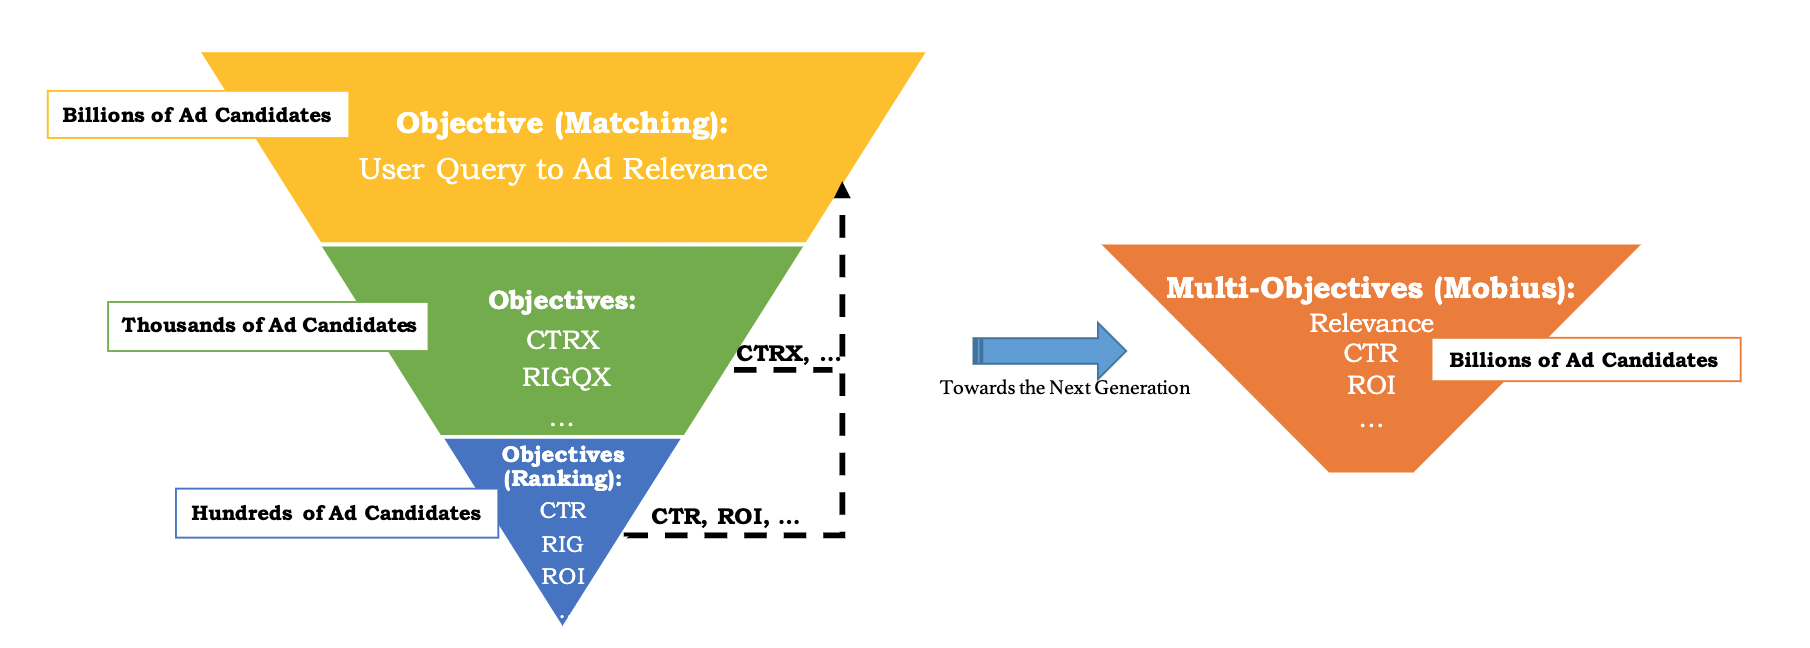 Billions of Ad Candidates
Objective (Matching):
User Query to Ad Relevance
Thousands of Ad Candidates
Objectives:
CTRX
RIGQX
...
CTRX, ...
Hundreds of Ad Candidates
Objectives
(Ranking):
CTR
RIG
ROI
.
CTR, ROI, ...
Towards the Next Generation
Multi-Objectives (Mobius):
Relevance
CTR
ROI
...
Billions of Ad Candidates